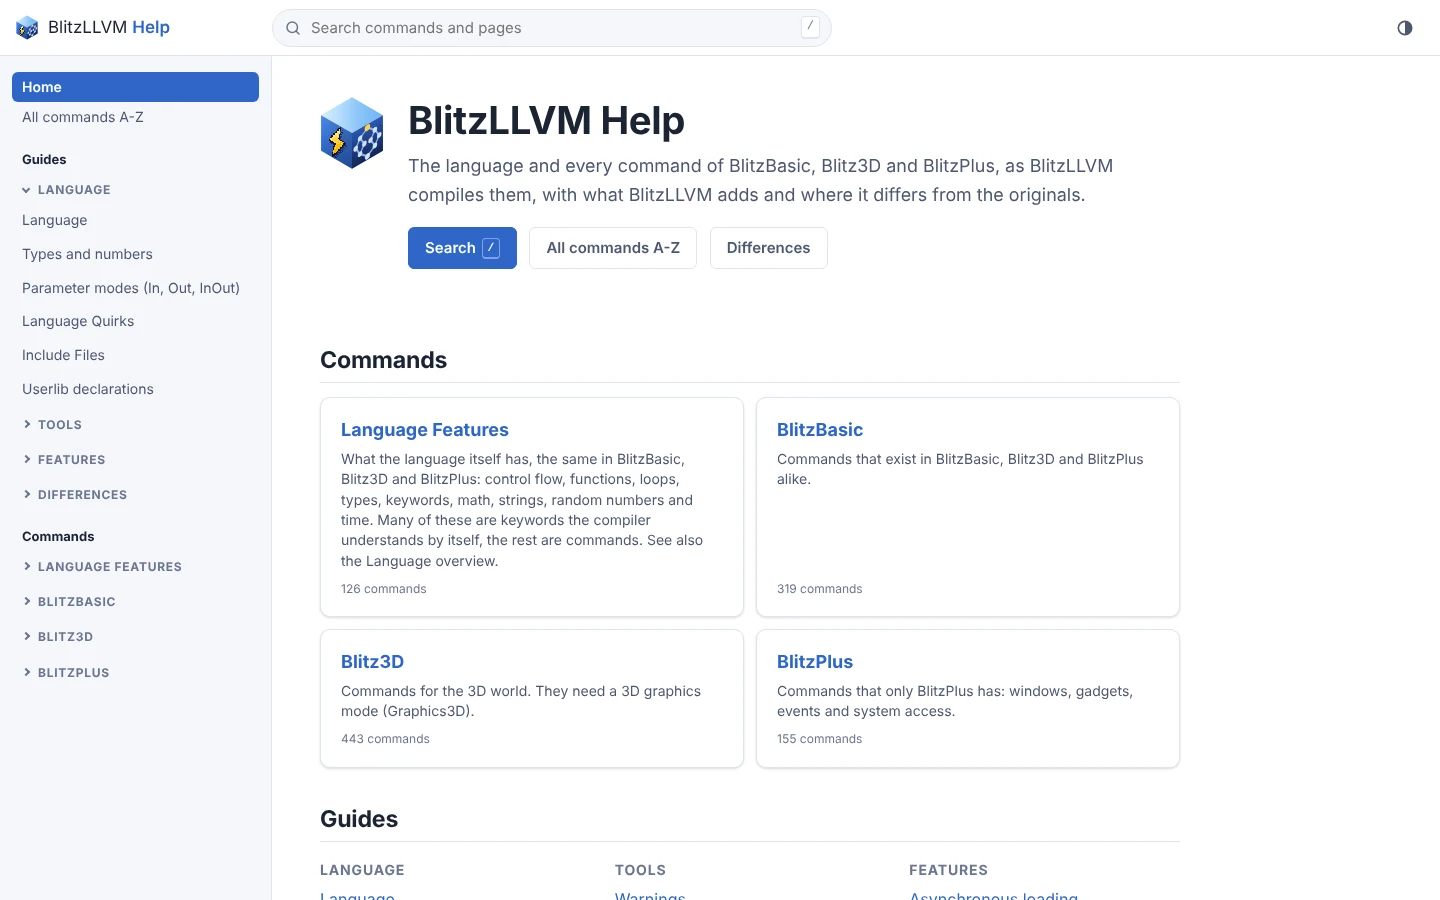 BlitzLLVM Help
Search commands and pages
/
Home
All commands A-Z
Guides
LANGUAGE
Language
Types and numbers
Parameter modes (In, Out, InOut)
Language Quirks
Include Files
Userlib declarations
TOOLS
FEATURES
DIFFERENCES
Commands
LANGUAGE FEATURES
BLITZBASIC
BLITZ3D
BLITZPLUS
BlitzLLVM Help
The language and every command of BlitzBasic, Blitz3D and BlitzPlus, as BlitzLLVM
compiles them, with what BlitzLLVM adds and where it differs from the originals.
Search /
All commands A-Z
Differences
Commands
Language Features
What the language itself has, the same in BlitzBasic,
Blitz3D and BlitzPlus: control flow, functions, loops,
types, keywords, math, strings, random numbers and
time. Many of these are keywords the compiler
understands by itself, the rest are commands. See also
the Language overview.
126 commands
BlitzBasic
Commands that exist in BlitzBasic, Blitz3D and BlitzPlus
alike.
319 commands
Blitz3D
Commands for the 3D world. They need a 3D graphics
mode (Graphics3D).
443 commands
BlitzPlus
Commands that only BlitzPlus has: windows, gadgets,
events and system access.
155 commands
Guides
LANGUAGE
Language
TOOLS
Warnings
FEATURES
Asynchronous loading